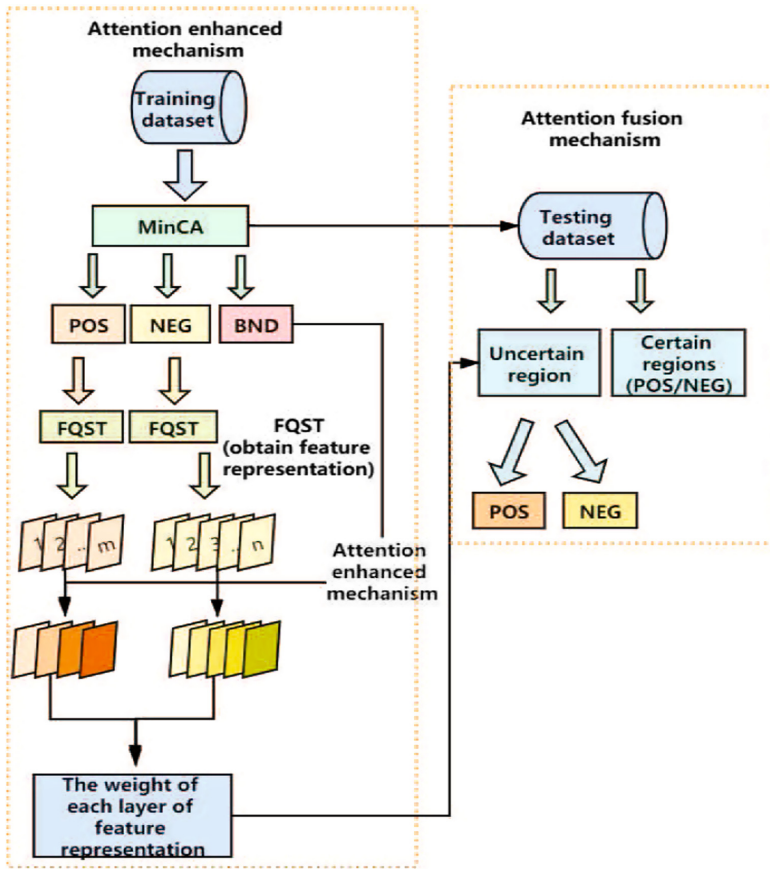 Attention enhanced
mechanism
Training
dataset
MinCA
POS
NEG
BND
FQST
FQST
FQST
(obtain feature
representation)
1
2
..
m
1
2
3
..
n
Attention
enhanced
mechanism
The weight of
each layer of
feature
representation
Attention fusion
mechanism
Testing
dataset
Uncertain
region
Certain
regions
(POS/NEG)
POS
NEG